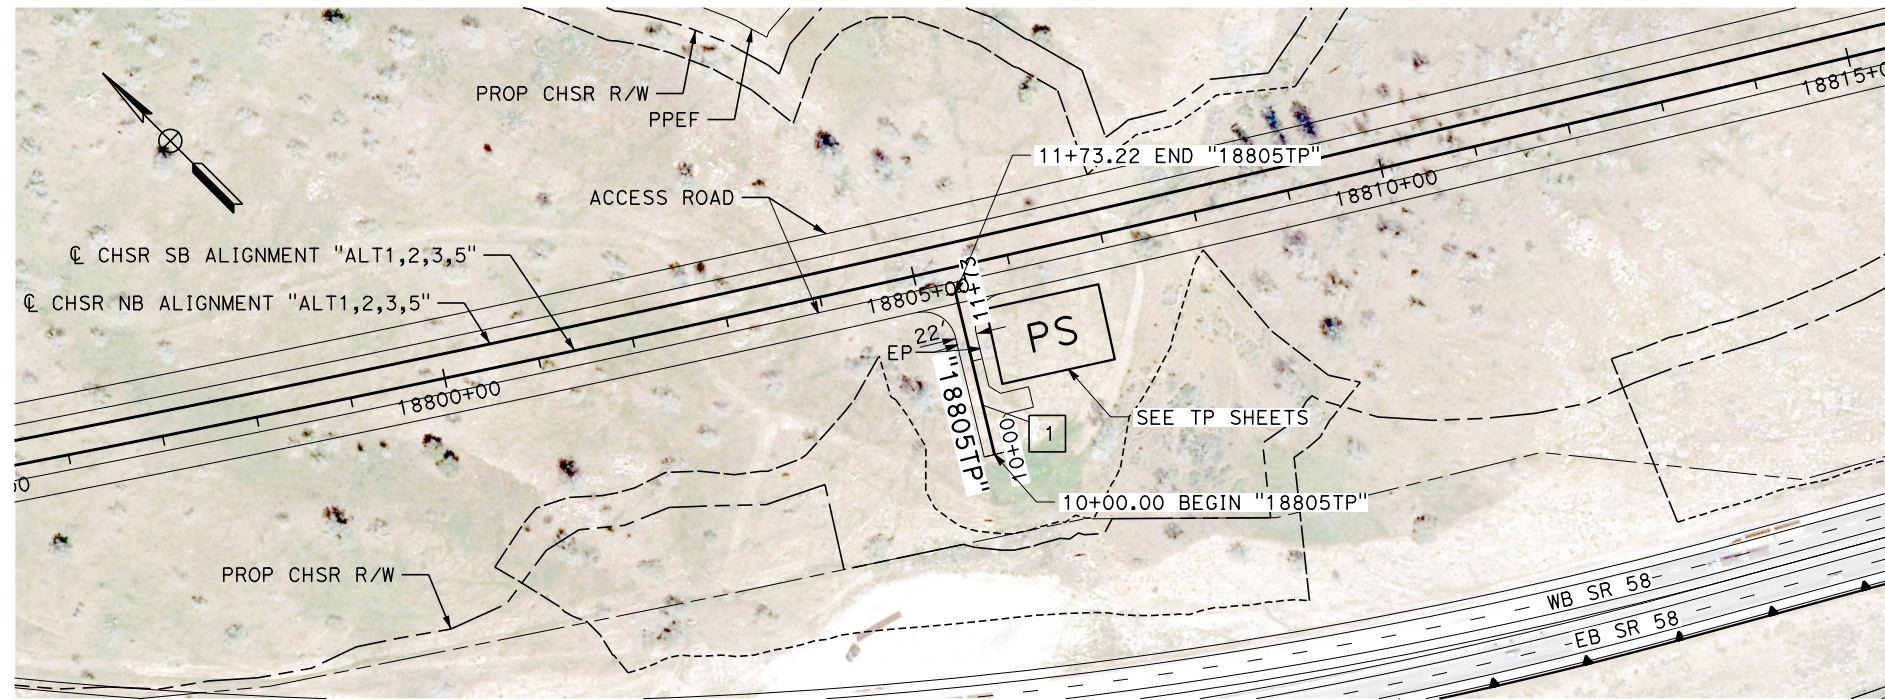 PROP CHSR R/W
PPEF
11+73.22 END "18805TP"
ACCESS ROAD
℄ CHSR SB ALIGNMENT "ALT1,2,3,5"
℄ CHSR NB ALIGNMENT "ALT1,2,3,5"
18815+0
18810+00
18805+00
18800+00
11+73
22'
EP
PS
"18805TP"
SEE TP SHEETS
1
10+00
10+00.00 BEGIN "18805TP"
PROP CHSR R/W
WB SR 58
EB SR 58